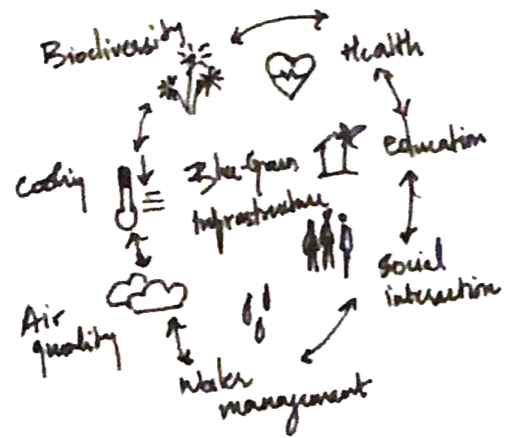 Biodiversity
Health
education
Cooling
Blue-Green
Infrastructure
Social
interaction
Air
quality
Water
management